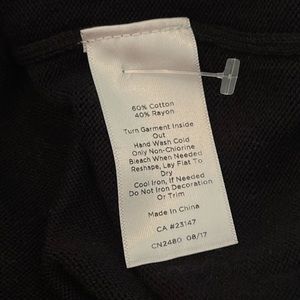 60% Cotton
40% Rayon
Turn Garment Inside
Out
Hand Wash Cold
Only Non-Chlorine
Bleach When Needed
Reshape, Lay Flat To
Dry
Cool Iron, If Needed
Do Not Iron Decoration
Or Trim
Made In China
CA #23147
CN2480 08/17